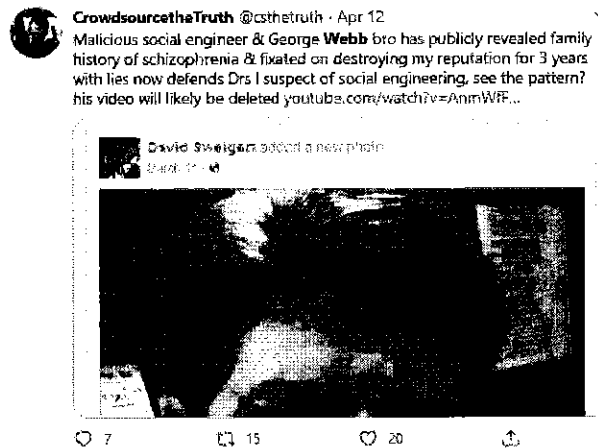 CrowdsourcetheTruth @csthetruth · Apr 12
Malicious social engineer & George Webb bro has publicly revealed family
history of schizophrenia & fixated on destroying my reputation for 3 years
with lies now defends Drs I suspect of social engineering, see the pattern?
his video will likely be deleted youtube.com/watch?v=AnmWfF...
David Sweigert added a new photo
7 15 20